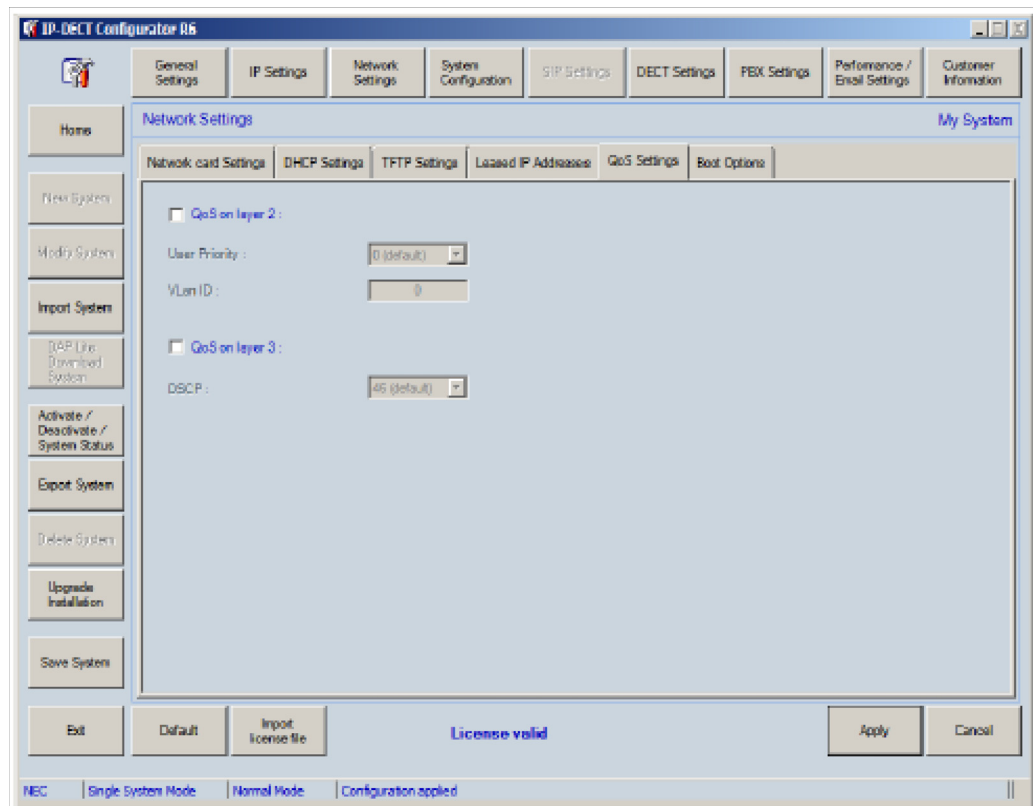 IP-DECT Configurator R6
General Settings
IP Settings
Network Settings
System Configuration
SIP Settings
DECT Settings
PBX Settings
Performance / Email Settings
Customer Information
Home
Network Settings
My System
Network card Settings
DHCP Settings
TFTP Settings
Leased IP Addresses
QoS Settings
Boot Options
New System
Modify System
Import System
DAP Lite Download System
Activate / Deactivate / System Status
Export System
Delete System
Upgrade Installation
Save System
QoS on layer 2 :
User Priority :
0 (default)
VLan ID :
0
QoS on layer 3 :
DSCP :
46 (default)
Exit
Default
Import license file
License valid
Apply
Cancel
NEC
Single System Mode
Normal Mode
Configuration applied